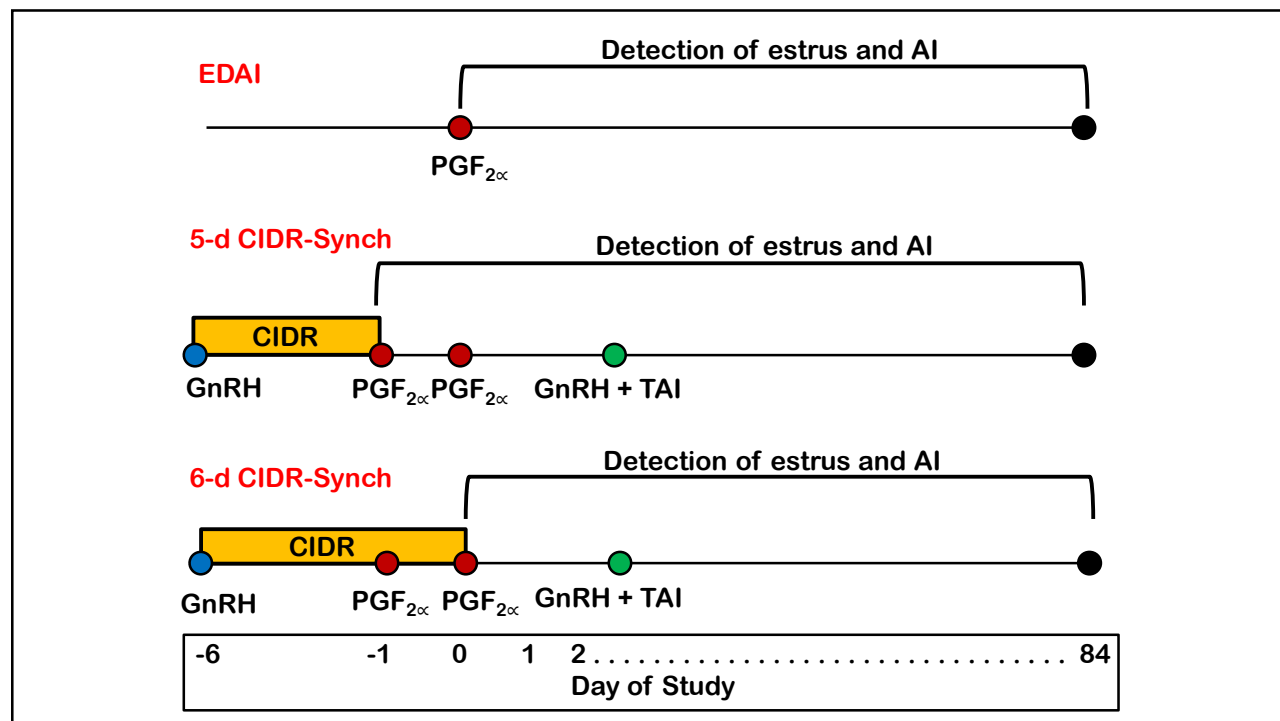 Detection of estrus and AI
EDAI
PGF2∝
5-d CIDR-Synch
Detection of estrus and AI
CIDR
GnRH
PGF2∝ PGF2∝
GnRH + TAI
Detection of estrus and AI
6-d CIDR-Synch
CIDR
GnRH
PGF2∝
PGF2∝
GnRH + TAI
-6 -1 0 1 2 . . . . . . . . . . . . . . . . . . . . . . . . . . . . . . . . . . . . . . . 84
Day of Study